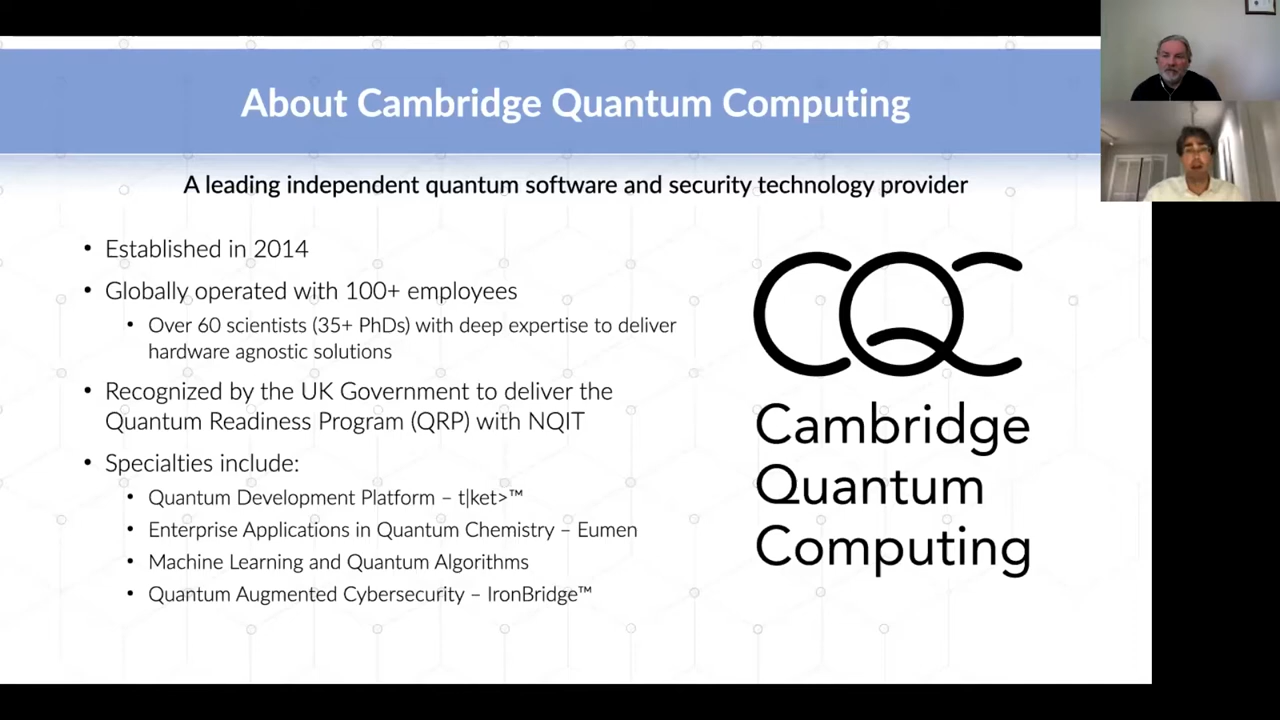 About Cambridge Quantum Computing
A leading independent quantum software and security technology provider
• Established in 2014
• Globally operated with 100+ employees
• Over 60 scientists (35+ PhDs) with deep expertise to deliver
hardware agnostic solutions
• Recognized by the UK Government to deliver the
Quantum Readiness Program (QRP) with NQIT
• Specialties include:
• Quantum Development Platform – t|ket>™
• Enterprise Applications in Quantum Chemistry – Eumen
• Machine Learning and Quantum Algorithms
• Quantum Augmented Cybersecurity – IronBridge™
CQC
Cambridge
Quantum
Computing